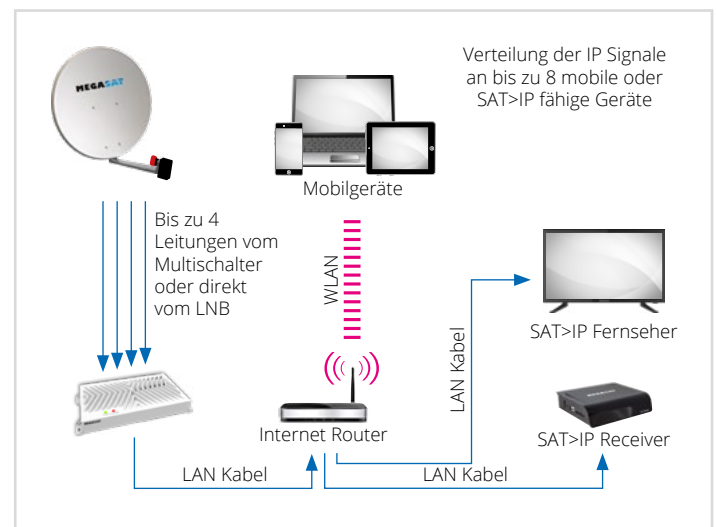 MEGASAT
Verteilung der IP Signale
an bis zu 8 mobile oder
SAT>IP fähige Geräte
Mobilgeräte
Bis zu 4
Leitungen vom
Multischalter
oder direkt
vom LNB
WLAN
LAN Kabel
SAT>IP Fernseher
Internet Router
SAT>IP Receiver
LAN Kabel
LAN Kabel